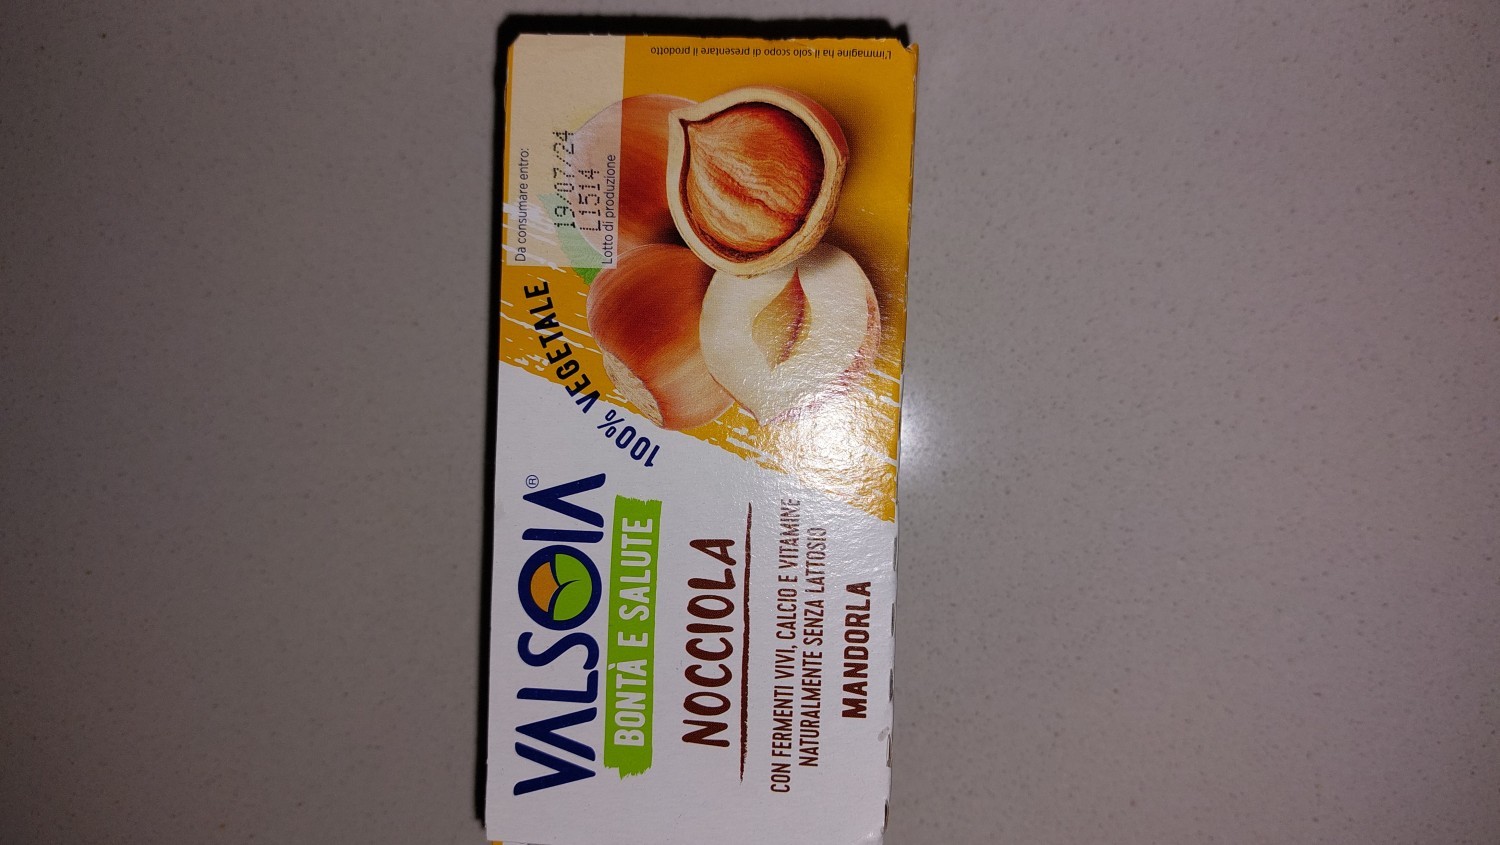 VALSOIA®
BONTÀ E SALUTE
NOCCIOLA
CON FERMENTI VIVI, CALCIO E VITAMINE
NATURALMENTE SENZA LATTOSIO
MANDORLA
100% VEGETALE
Da consumare entro:
19/07/24
L1514
Lotto di produzione
L'immagine ha il solo scopo di presentare il prodotto